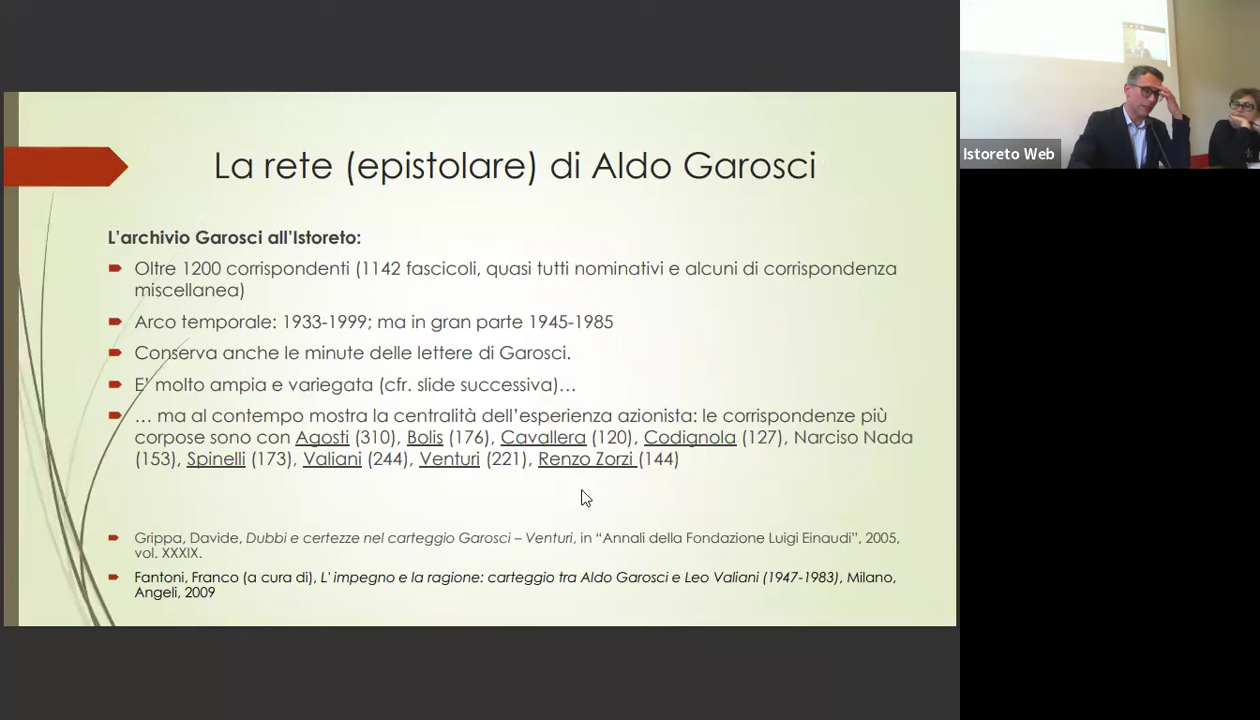 La rete (epistolare) di Aldo Garosci
L'archivio Garosci all'Istoreto:
Oltre 1200 corrispondenti (1142 fascicoli, quasi tutti nominativi e alcuni di corrispondenza
miscellanea)
Arco temporale: 1933-1999; ma in gran parte 1945-1985
Conserva anche le minute delle lettere di Garosci.
E' molto ampia e variegata (cfr. slide successiva)…
… ma al contempo mostra la centralità dell'esperienza azionista: le corrispondenze più
corpose sono con Agosti (310), Bolis (176), Cavallera (120), Codignola (127), Narciso Nada
(153), Spinelli (173), Valiani (244), Venturi (221), Renzo Zorzi (144)
Grippa, Davide, Dubbi e certezze nel carteggio Garosci – Venturi, in “Annali della Fondazione Luigi Einaudi”, 2005,
vol. XXXIX.
Fantoni, Franco (a cura di), L' impegno e la ragione: carteggio tra Aldo Garosci e Leo Valiani (1947-1983), Milano,
Angeli, 2009
Istoreto Web